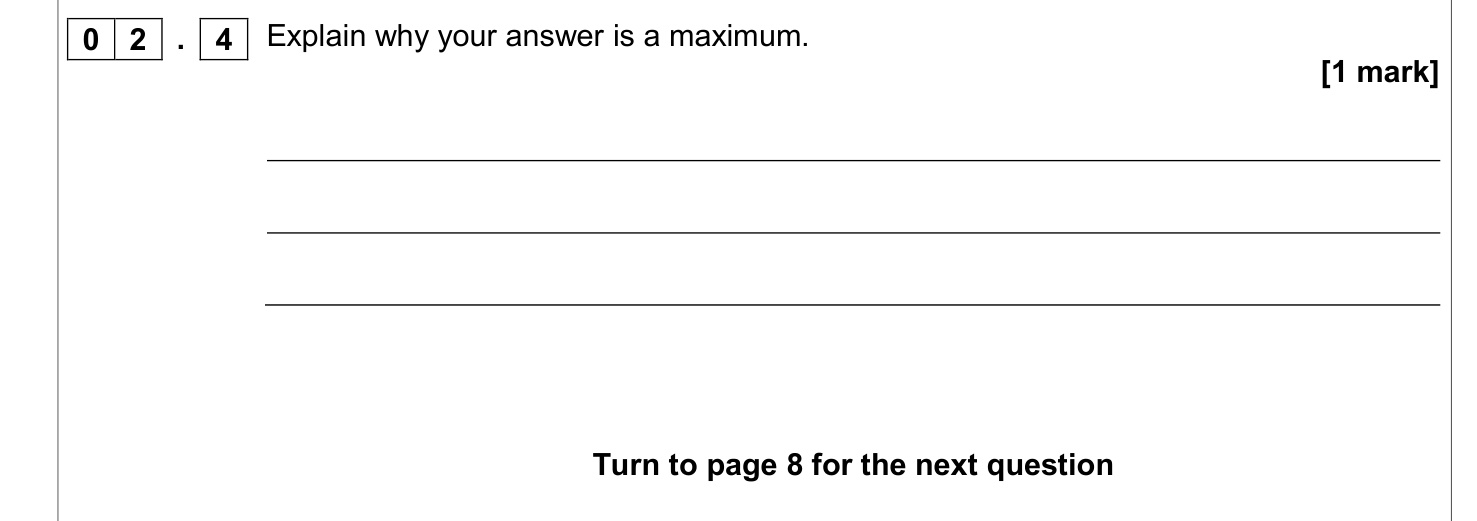 0 2 . 4 Explain why your answer is a maximum.
[1 mark]
Turn to page 8 for the next question